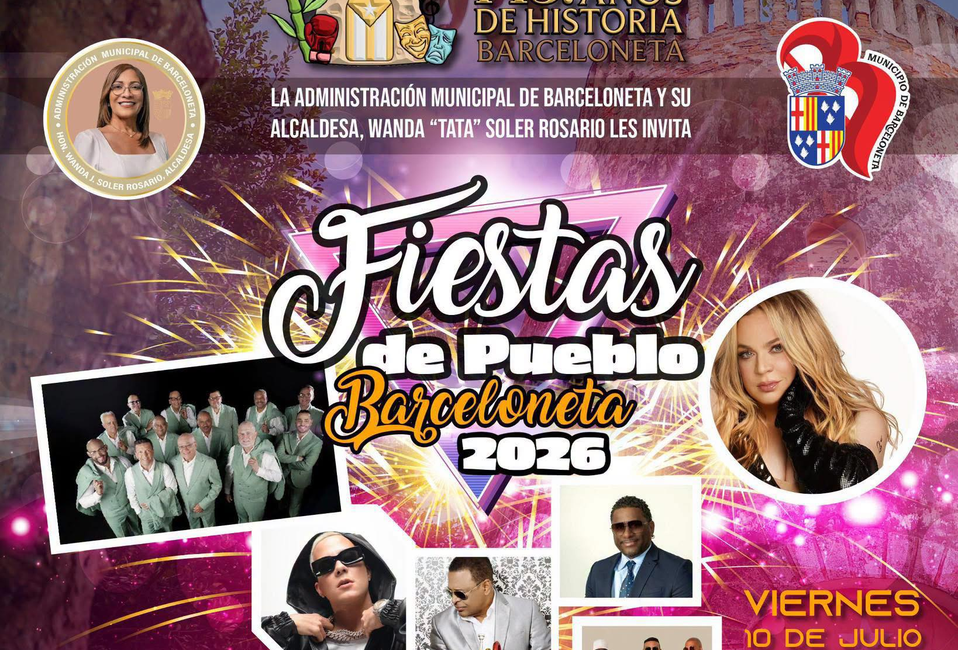 AÑOS
DE HISTORIA
BARCELONETA
ADMINISTRACIÓN MUNICIPAL DE BARCELONETA
HON. WANDA J. SOLER ROSARIO, ALCALDESA
MUNICIPIO DE BARCELONETA
LA ADMINISTRACIÓN MUNICIPAL DE BARCELONETA Y SU
ALCALDESA, WANDA “TATA” SOLER ROSARIO LES INVITA
Fiestas
de Pueblo
Barceloneta
2026
VIERNES
10 DE JULIO